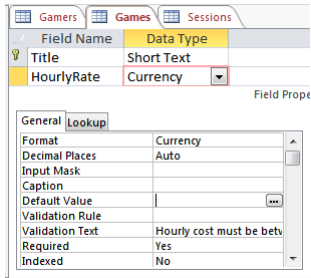 Gamers Games Sessions
Field Name Data Type
Title Short Text
HourlyRate Currency
Field Prope
General Lookup
Format Currency
Decimal Places Auto
Input Mask
Caption
Default Value
Validation Rule
Validation Text Hourly cost must be betw
Required Yes
Indexed No